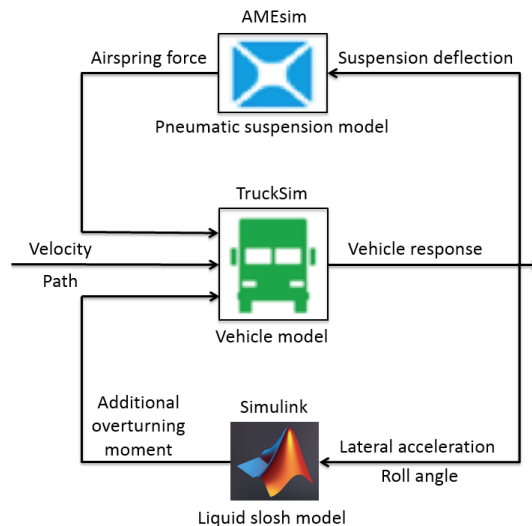 AMEsim
Airspring force
Suspension deflection
Pneumatic suspension model
TruckSim
Velocity
Path
Vehicle response
Vehicle model
Additional
overturning
moment
Simulink
Lateral acceleration
Roll angle
Liquid slosh model